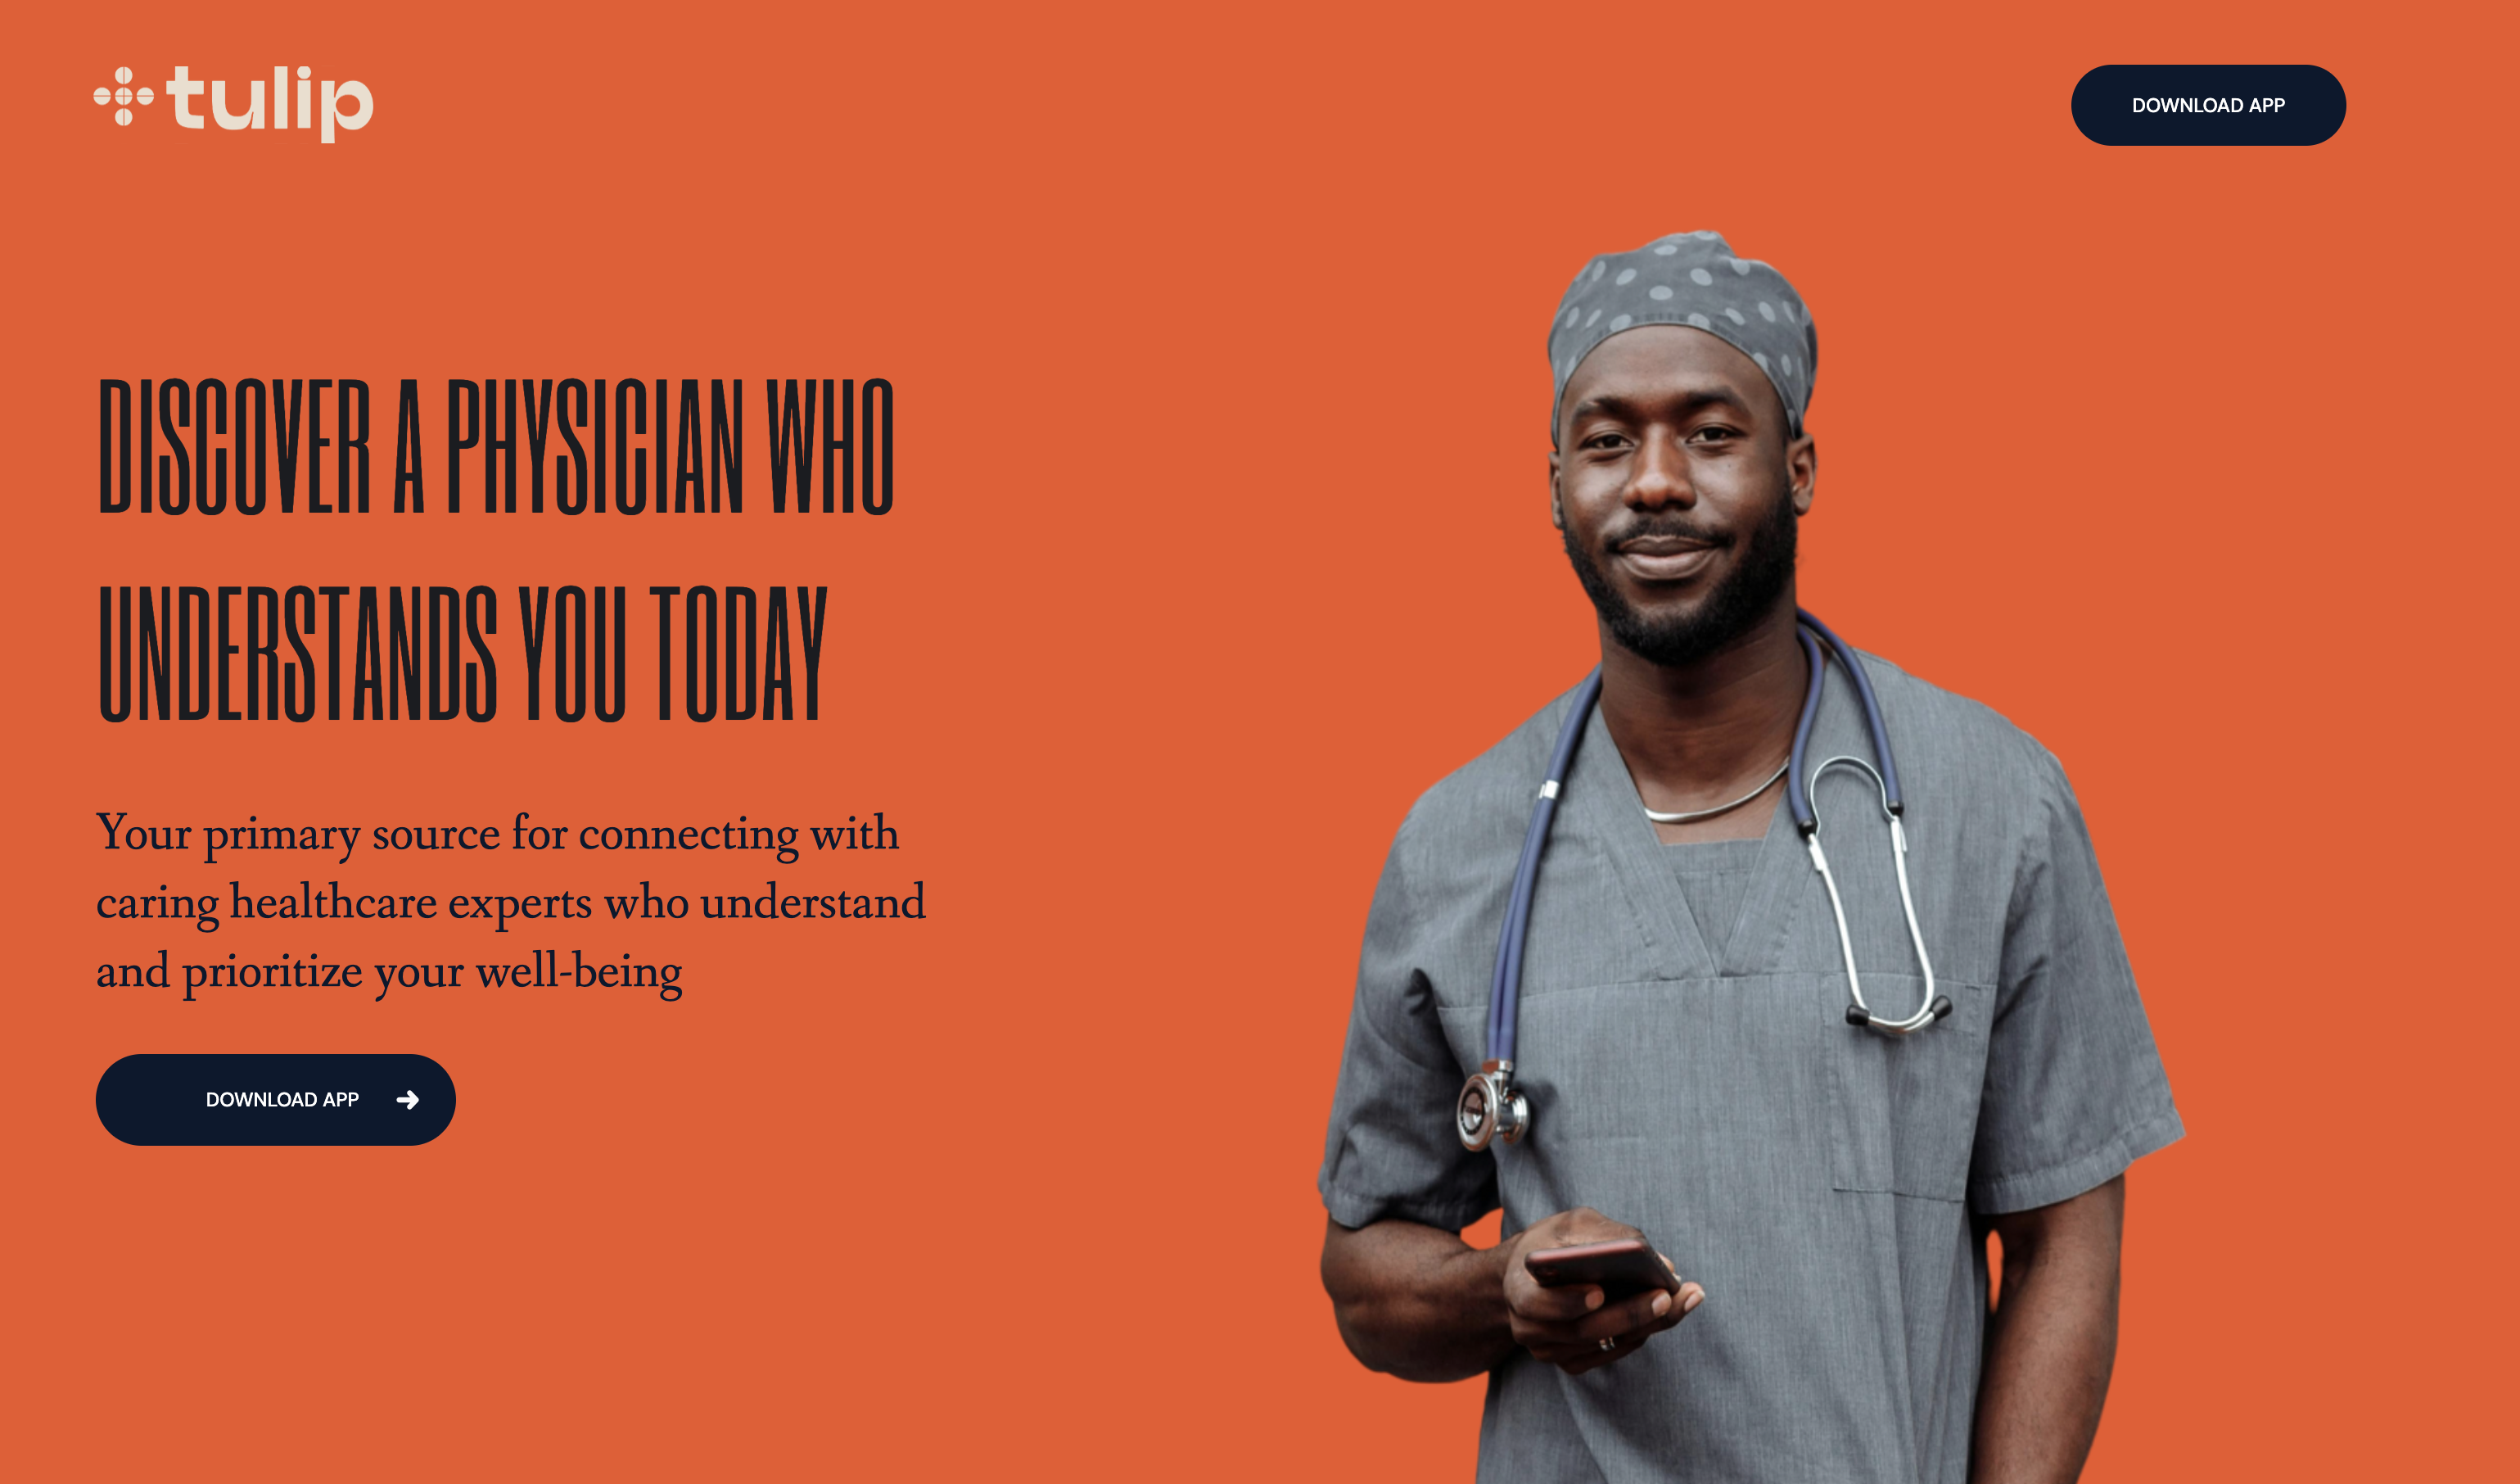 tulip
DOWNLOAD APP
DISCOVER A PHYSICIAN WHO
UNDERSTANDS YOU TODAY
Your primary source for connecting with
caring healthcare experts who understand
and prioritize your well-being
DOWNLOAD APP